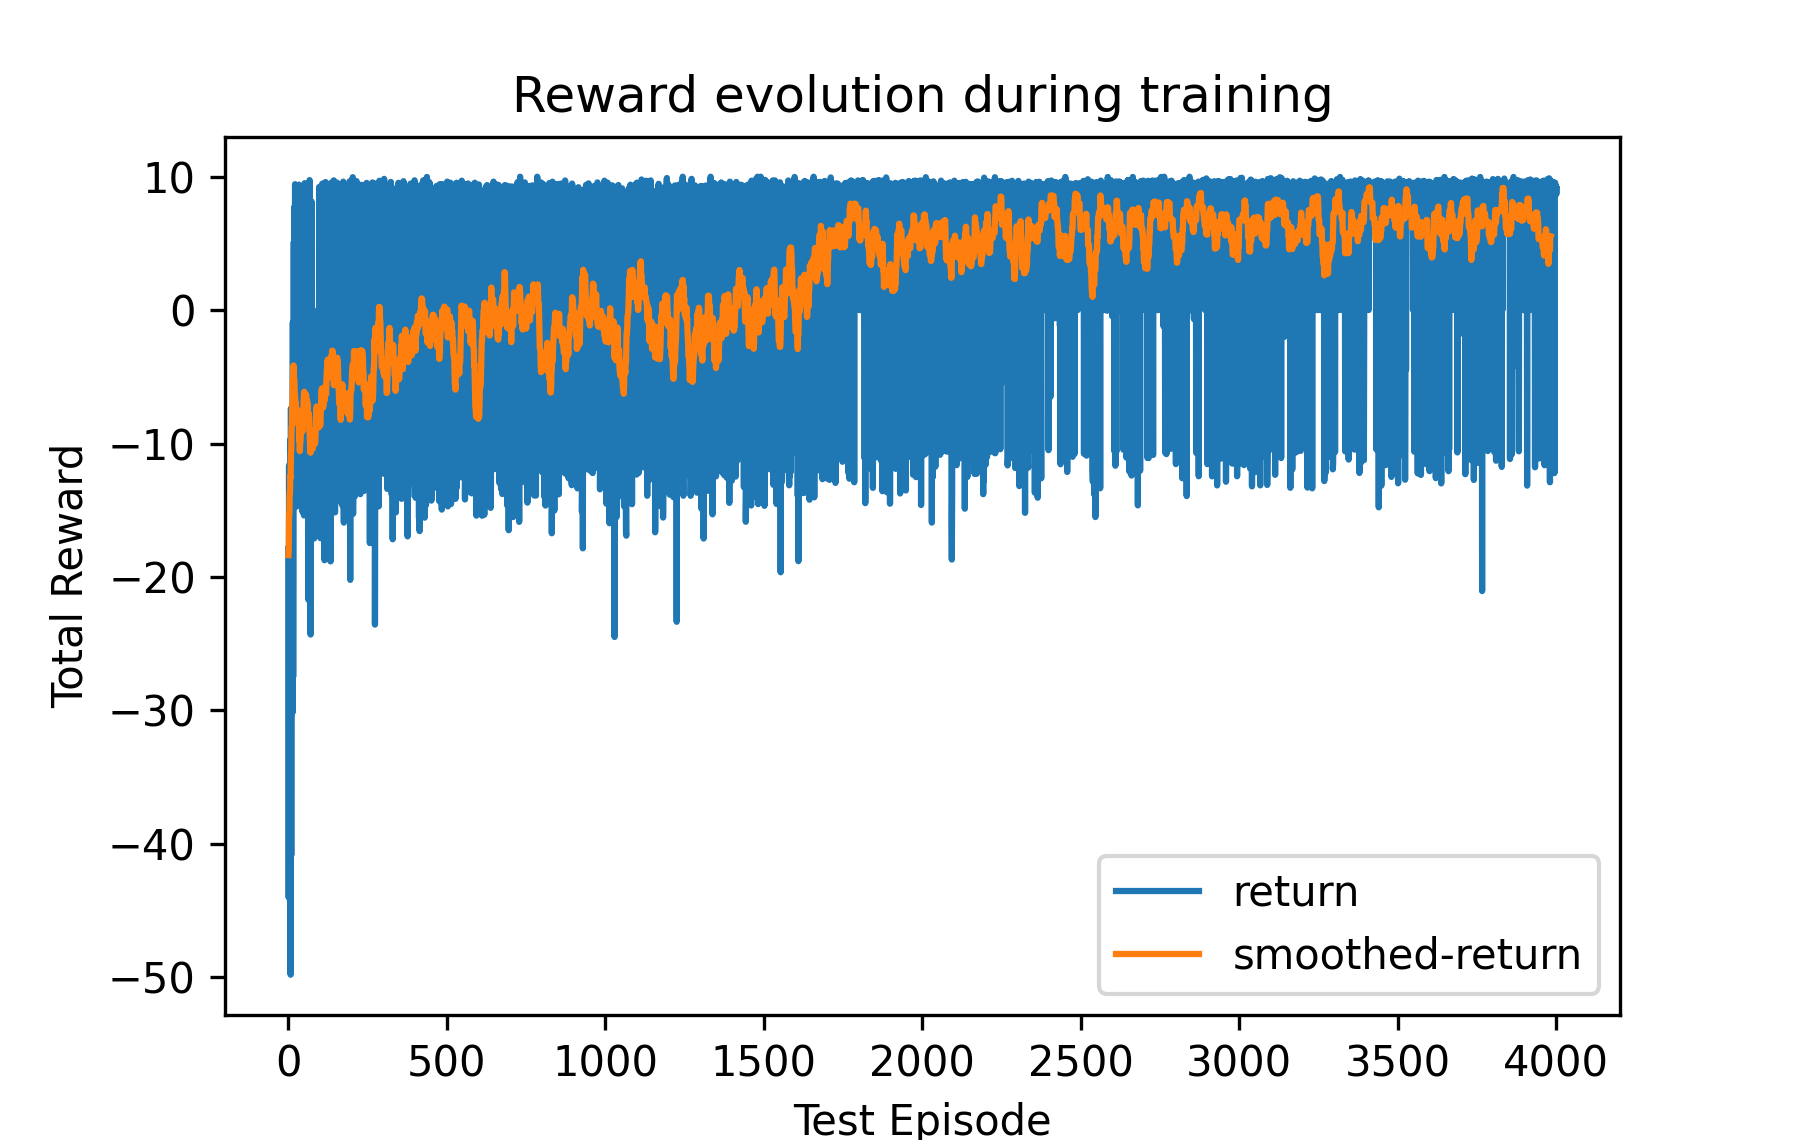 Reward evolution during training
Total Reward
10
0
−10
−20
−30
−40
−50
return
smoothed-return
0 500 1000 1500 2000 2500 3000 3500 4000
Test Episode